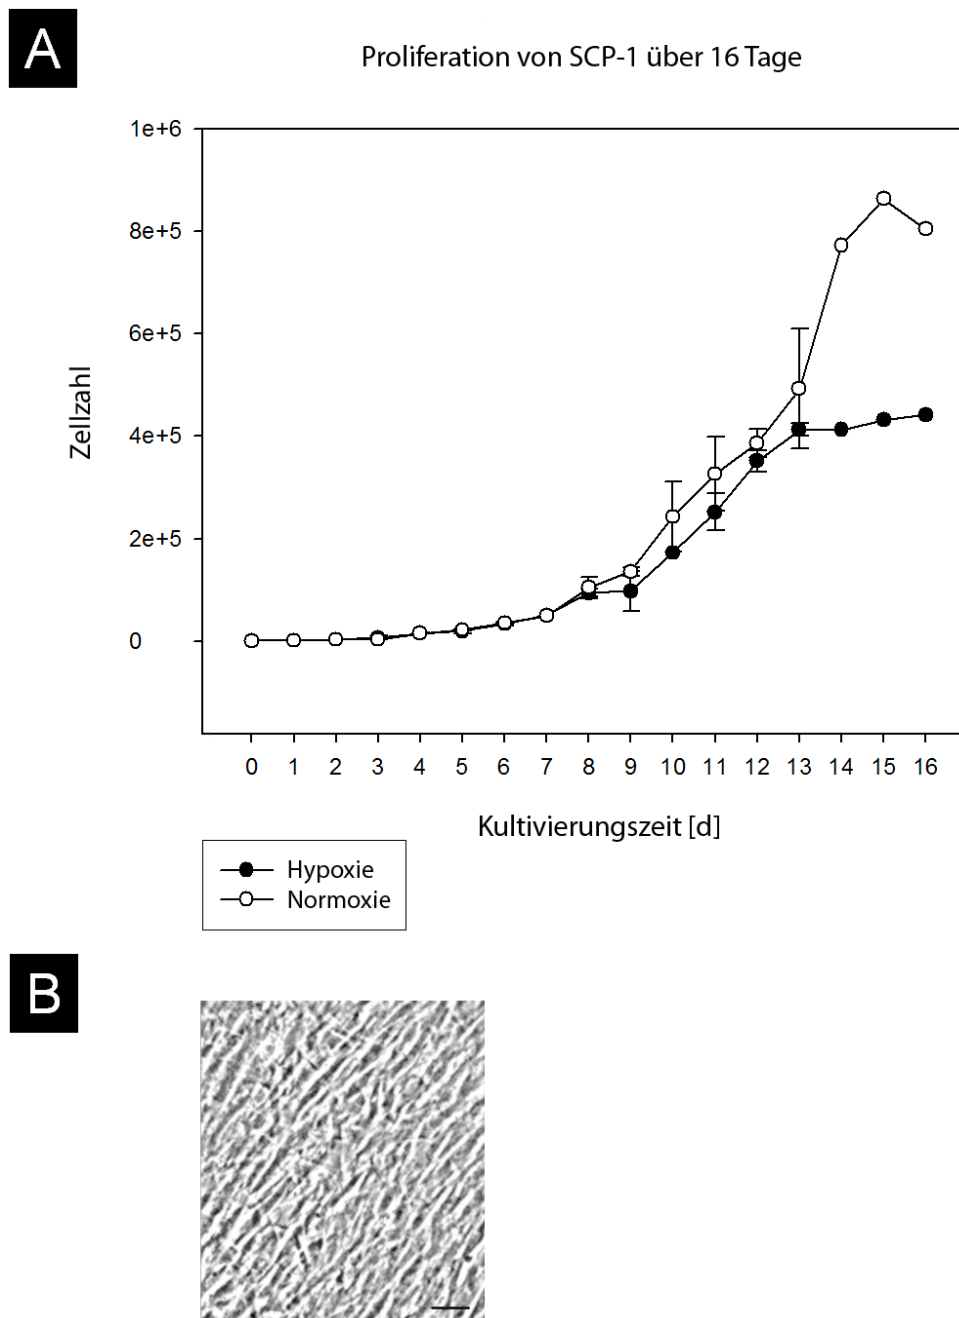 A
Proliferation von SCP-1 über 16 Tage
1e+6
8e+5
6e+5
4e+5
2e+5
0
Zellzahl
0 1 2 3 4 5 6 7 8 9 10 11 12 13 14 15 16
Kultivierungszeit [d]
Hypoxie
Normoxie
B